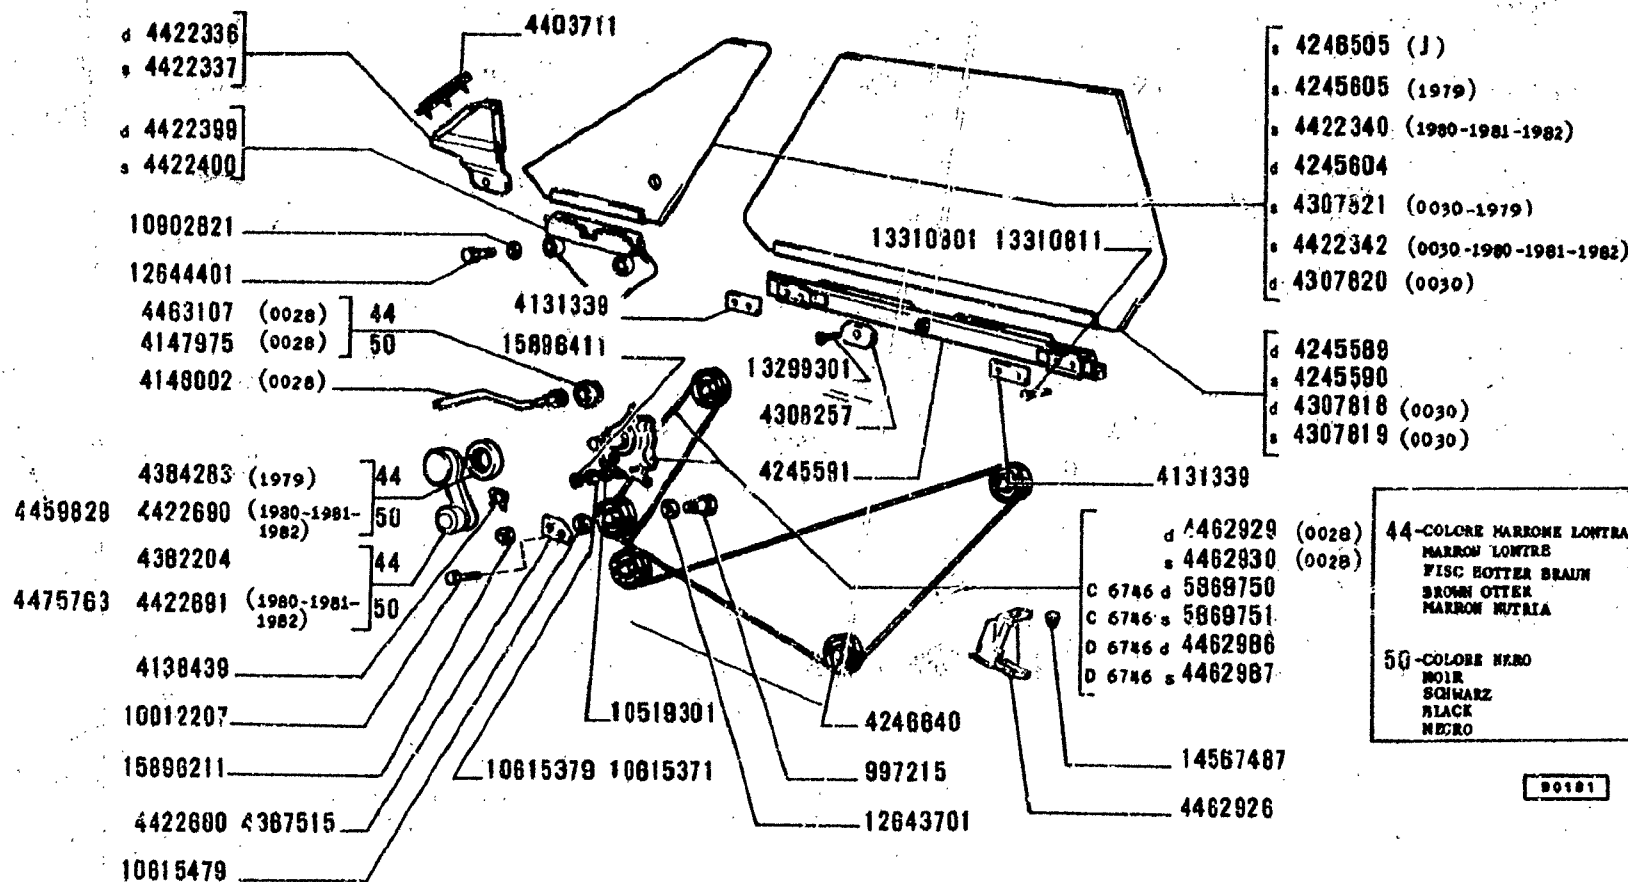 d 4422336
s 4422337
4403711
d 4422399
s 4422400
10902821
12644401
4463107 (0028) 44
4147975 (0028) 50
4148002 (0028)
4384283 (1979) 44
4459829 4422690 (1980-1981-1982) 50
4382204 44
4475763 4422691 (1980-1981-1982) 50
4138439
10012207
15896211
4422680 4387515
10615479
4131339
15896411
13310801 13310811
13299301
4308257
4245591
4131339
10519301
10615379 10615371
4246640
997215
12643701
s 4248505 (J)
s 4245605 (1979)
s 4422340 (1980-1981-1982)
d 4245604
s 4307821 (0030-1979)
s 4422342 (0030-1980-1981-1982)
d 4307820 (0030)
d 4245589
s 4245590
d 4307818 (0030)
s 4307819 (0030)
d 4462929 (0028)
s 4462930 (0028)
C 6746 d 5869750
C 6746 s 5869751
D 6746 d 4462986
D 6746 s 4462987
14567487
4462926
44-COLORE MARRONE LONTRA
MARRON LONTRE
FISC HOTTER BRAUN
BROWN OTTER
MARRON NUTRIA
50-COLORE NERO
NOIR
SCHWARZ
BLACK
NEGRO
90181